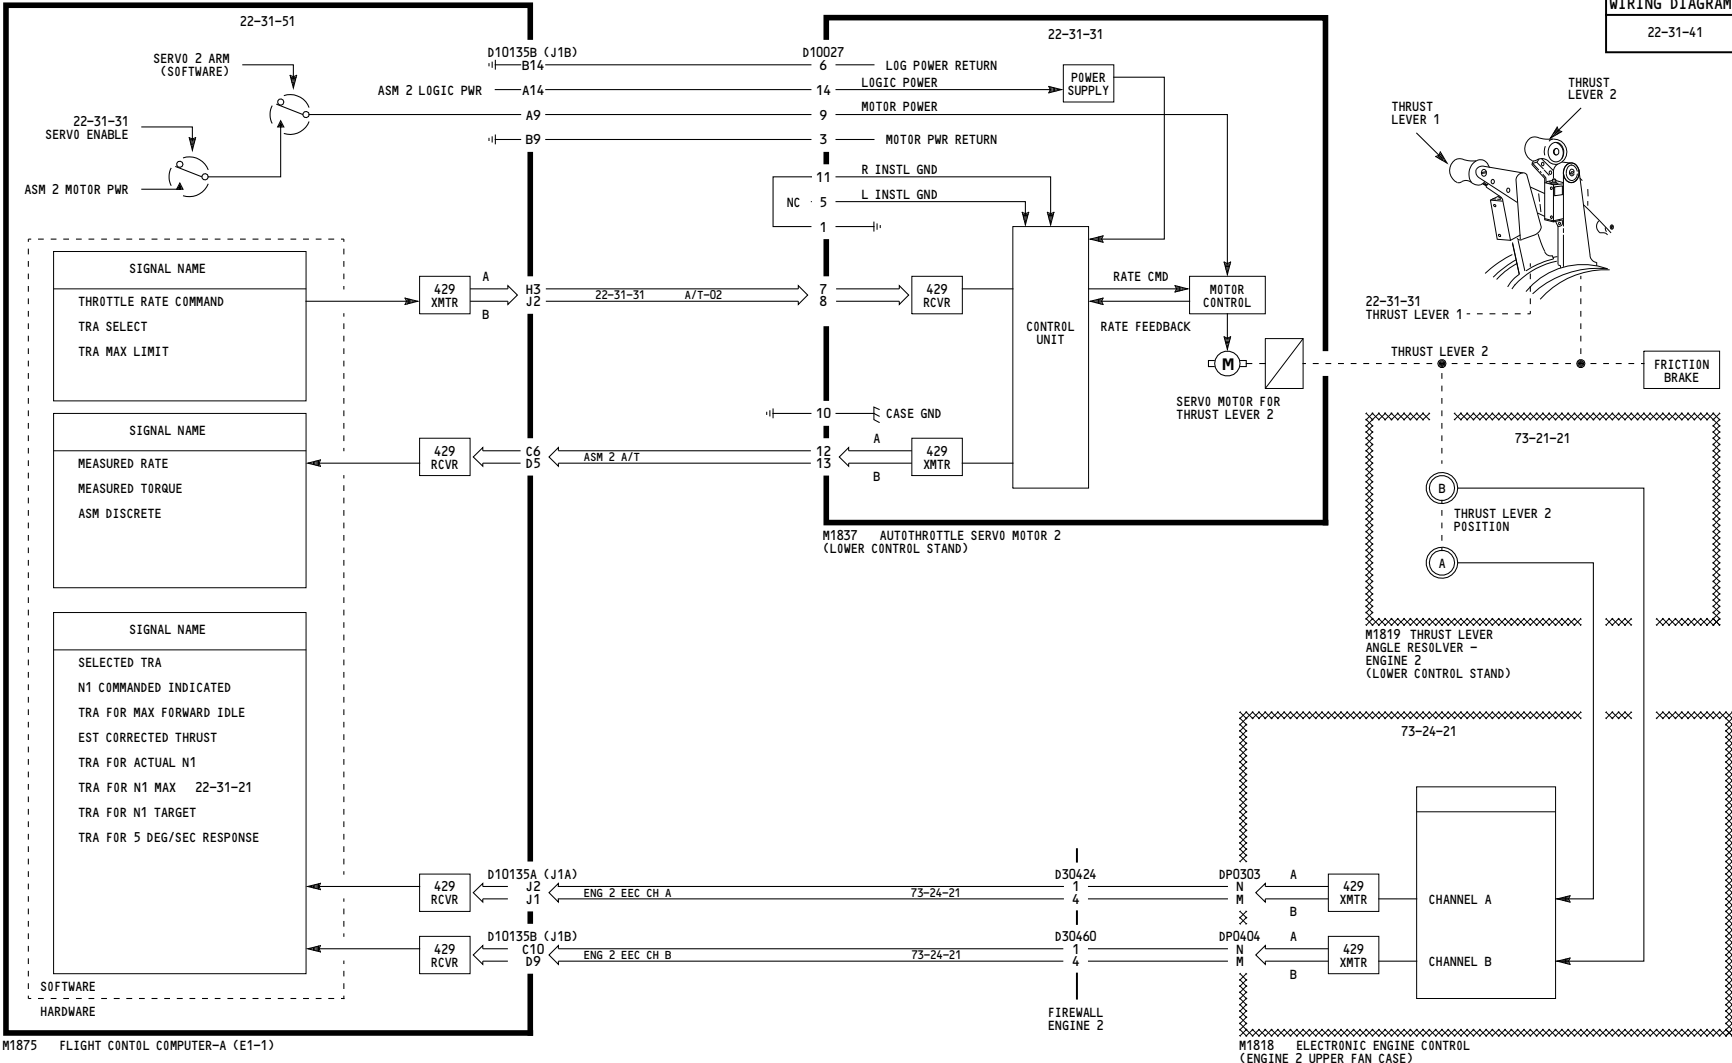 WIRING DIAGRAM
22-31-41
22-31-51
SERVO 2 ARM
(SOFTWARE)
22-31-31
SERVO ENABLE
ASM 2 MOTOR PWR
ASM 2 LOGIC PWR
D10135B (J1B)
B14
A14
A9
B9
D10027
6
14
9
3
11
NC 5
1
22-31-31
LOG POWER RETURN
LOGIC POWER
POWER
SUPPLY
MOTOR POWER
MOTOR PWR RETURN
R INSTL GND
L INSTL GND
THRUST
LEVER 1
THRUST
LEVER 2
22-31-31
THRUST LEVER 1
SIGNAL NAME
THROTTLE RATE COMMAND
TRA SELECT
TRA MAX LIMIT
429
XMTR
A
B
H3
J2
22-31-31 A/T-02
7
8
429
RCVR
CONTROL
UNIT
RATE CMD
RATE FEEDBACK
MOTOR
CONTROL
M
SERVO MOTOR FOR
THRUST LEVER 2
THRUST LEVER 2
FRICTION
BRAKE
10
CASE GND
SIGNAL NAME
MEASURED RATE
MEASURED TORQUE
ASM DISCRETE
429
RCVR
C6
D5
ASM 2 A/T
12
13
A
B
429
XMTR
M1837 AUTOTHROTTLE SERVO MOTOR 2
(LOWER CONTROL STAND)
73-21-21
B
THRUST LEVER 2
POSITION
A
M1819 THRUST LEVER
ANGLE RESOLVER -
ENGINE 2
(LOWER CONTROL STAND)
SIGNAL NAME
SELECTED TRA
N1 COMMANDED INDICATED
TRA FOR MAX FORWARD IDLE
EST CORRECTED THRUST
TRA FOR ACTUAL N1
TRA FOR N1 MAX 22-31-21
TRA FOR N1 TARGET
TRA FOR 5 DEG/SEC RESPONSE
73-24-21
429
RCVR
D10135A (J1A)
J2
J1
ENG 2 EEC CH A
73-24-21
D30424
1
4
DP0303
N
M
A
B
429
XMTR
CHANNEL A
429
RCVR
D10135B (J1B)
C10
D9
ENG 2 EEC CH B
73-24-21
D30460
1
4
DP0404
N
M
A
B
429
XMTR
CHANNEL B
SOFTWARE
HARDWARE
FIREWALL
ENGINE 2
M1875 FLIGHT CONTOL COMPUTER-A (E1-1)
M1818 ELECTRONIC ENGINE CONTROL
(ENGINE 2 UPPER FAN CASE)